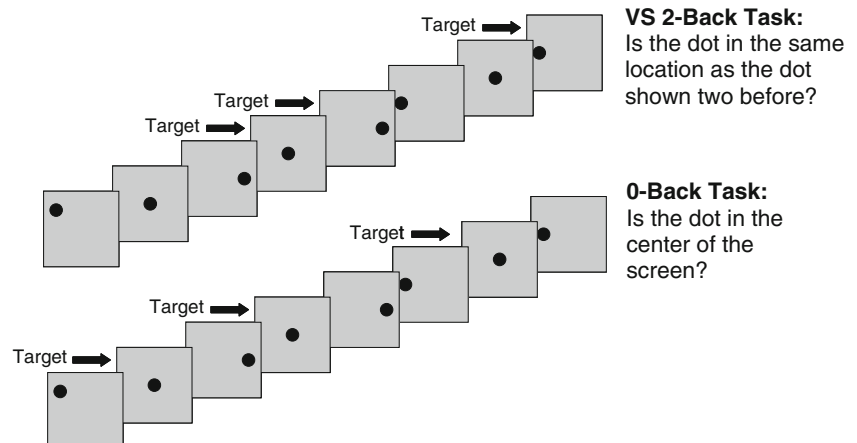 Target
VS 2-Back Task:
Is the dot in the same
location as the dot
shown two before?
Target
Target
0-Back Task:
Is the dot in the
center of the
screen?
Target
Target
Target